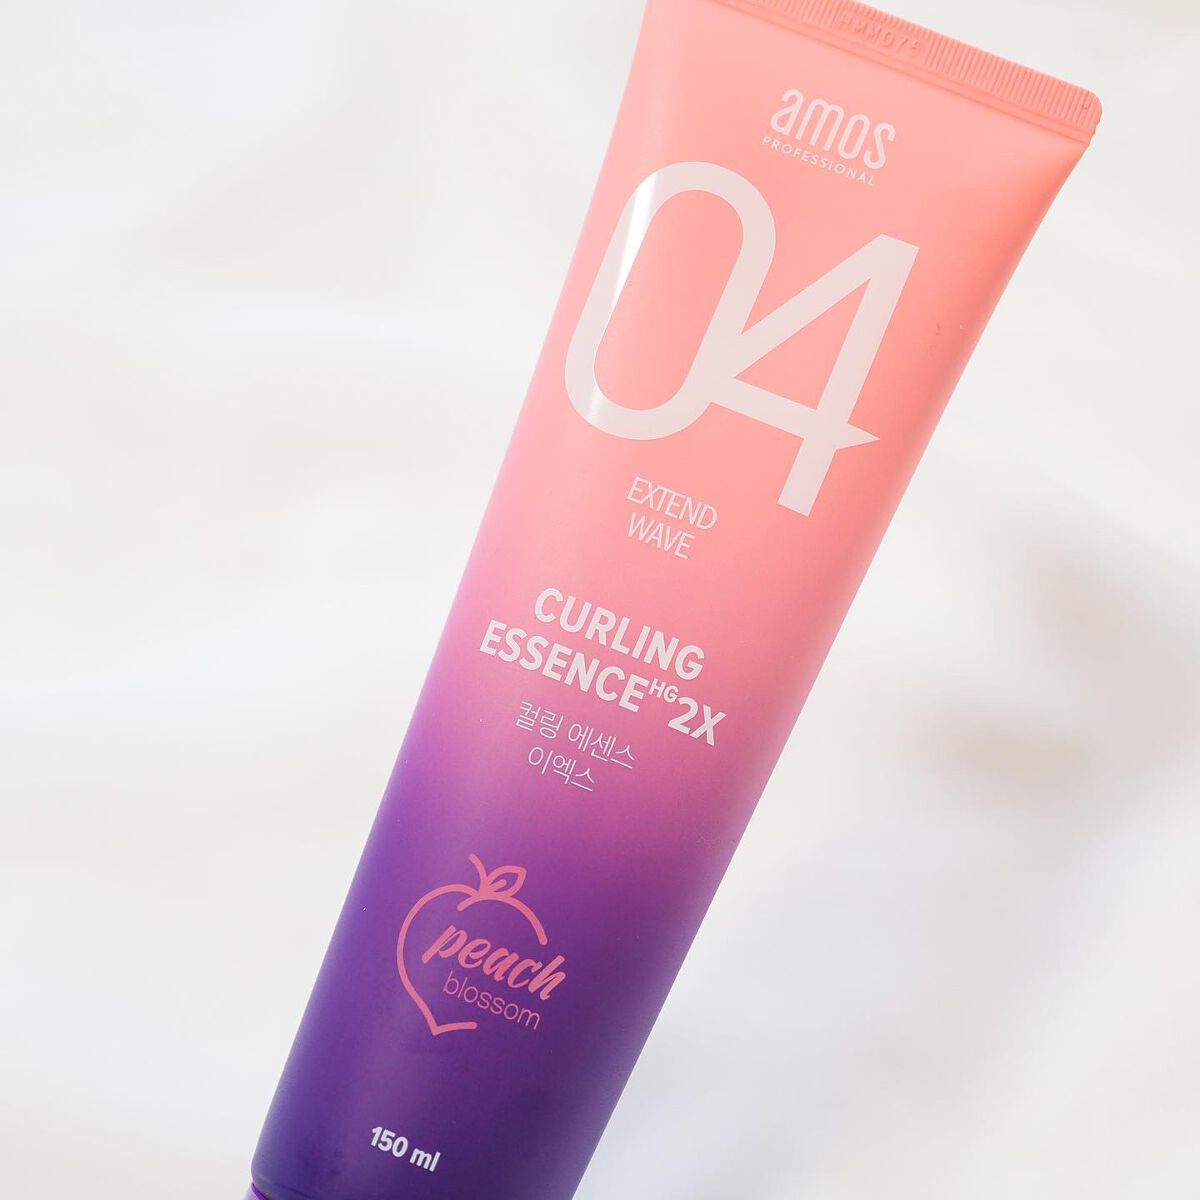 HMM075
amos
PROFESSIONAL
04
EXTEND
WAVE
CURLING
ESSENCE HG 2X
컬링 에센스
이엑스
peach
blossom
150 ml